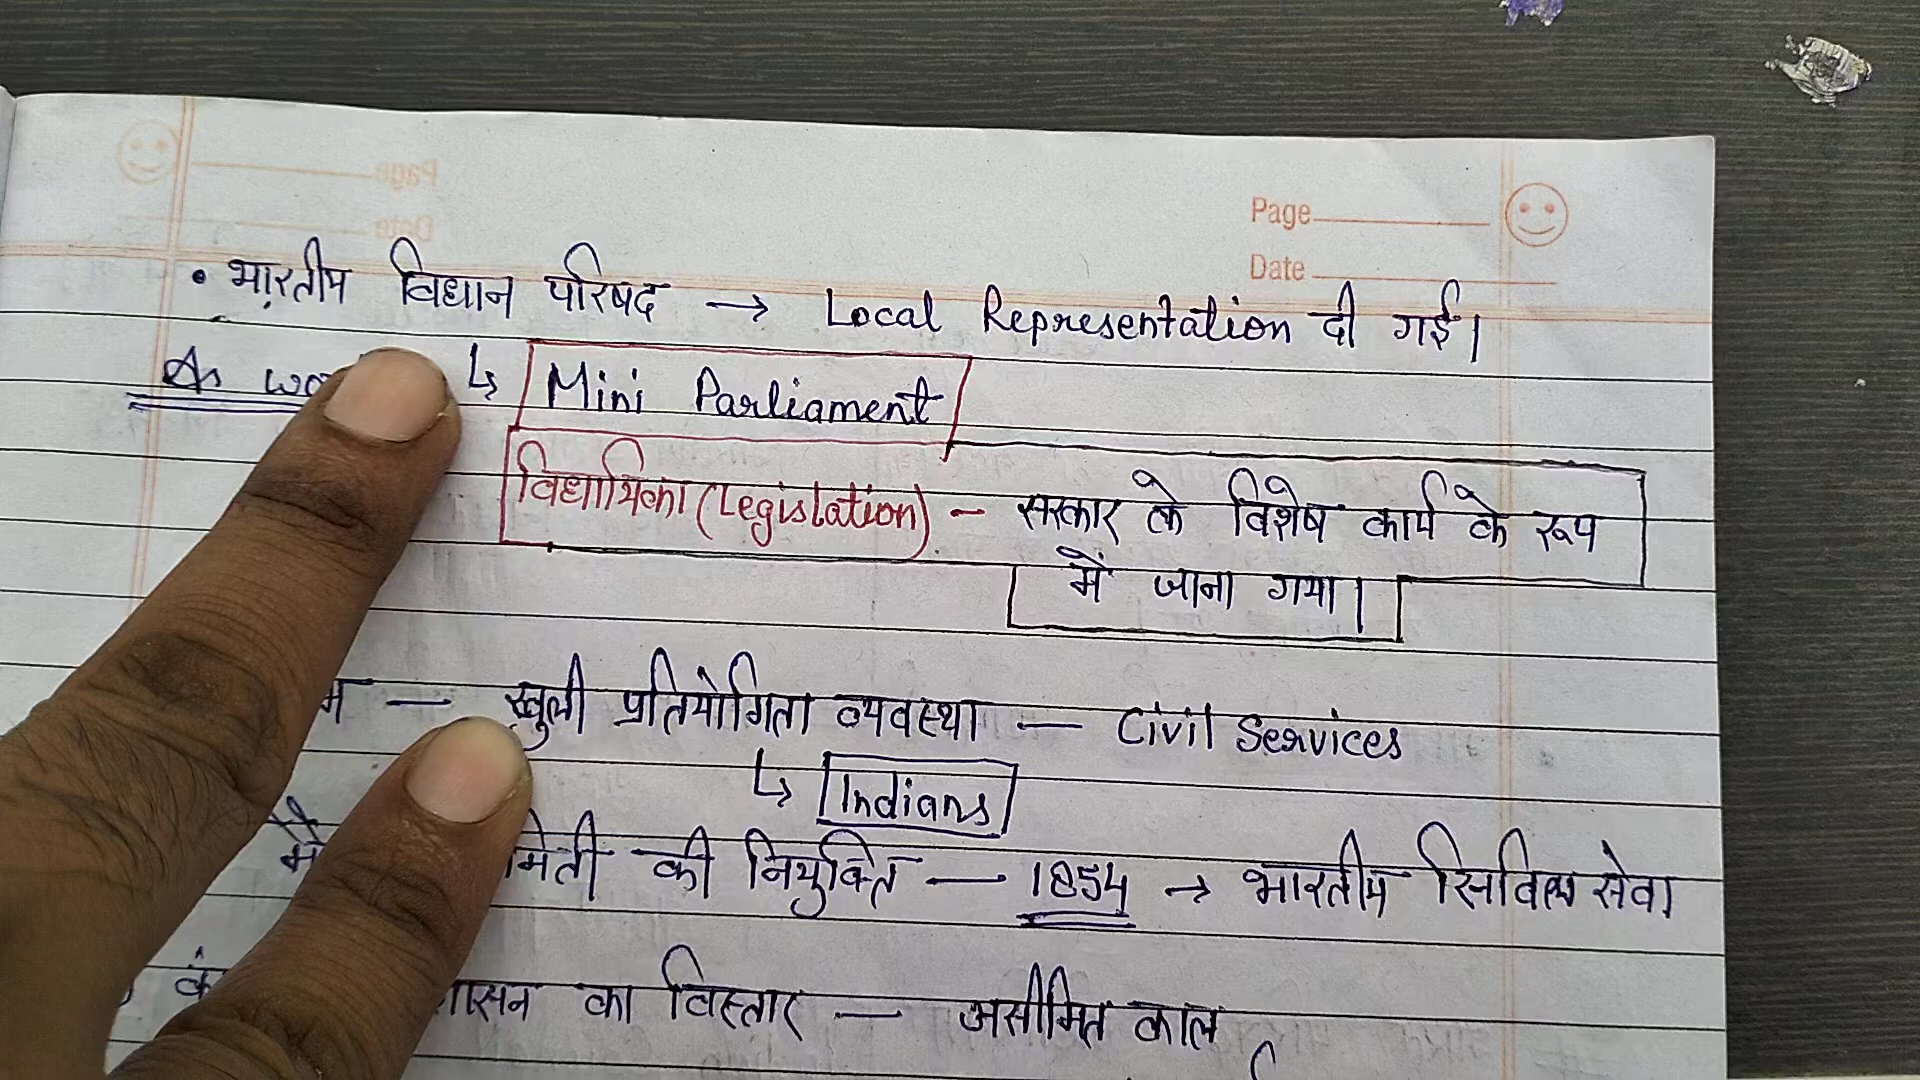 Page
Date
• भारतीय विधान परिषद → Local Representation दी गई।
As ↳ Mini Parliament
विधायिका (Legislation) - सरकार के विशेष कार्य के रूप
में जाना गया।
— खुली प्रतियोगिता व्यवस्था — Civil Services
↳ Indians
की नियुक्ति — 1854 → भारतीय सिविल सेवा
का विस्तार — असीमित काल